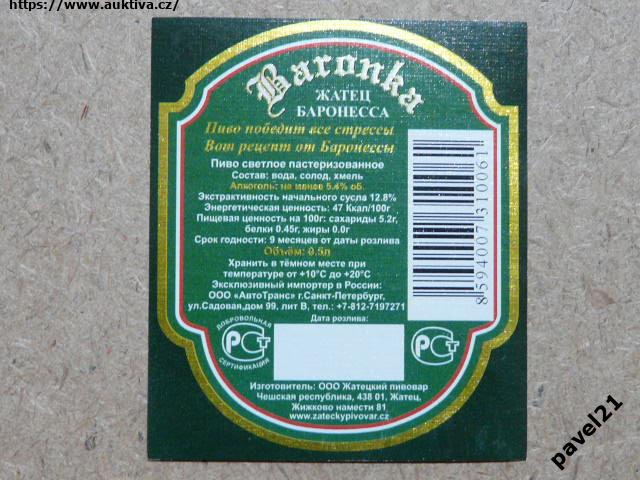 https://www.auktiva.cz/
Baronka
ЖАТЕЦ
БАРОНЕССА
Пиво победит все стрессы
Вот рецепт от Баронессы
Пиво светлое пастеризованное
Состав: вода, солод, хмель
Алкоголь: не менее 5.4% об.
Экстрактивность начального сусла 12.8%
Энергетическая ценность: 47 Ккал/100г
Пищевая ценность на 100г: сахариды 5.2г,
белки 0.45г, жиры 0.0г
Срок годности: 9 месяцев от даты розлива
Объём: 0.5л
Хранить в тёмном месте при
температуре от +10°С до +20°С
Эксклюзивный импортер в России:
ООО «АвтоТранс» г.Санкт-Петербург,
ул.Садовая,дом 99, лит В, тел.: +7-812-7197271
8594007310061
Дата розлива:
ДОБРОВОЛЬНАЯ
РСТ
СЕРТИФИКАЦИЯ
РСТ
Изготовитель: ООО Жатецкий пивовар
Чешская республика, 438 01, Жатец,
Жижково намести 81
www.zateckypivovar.cz
pavel21